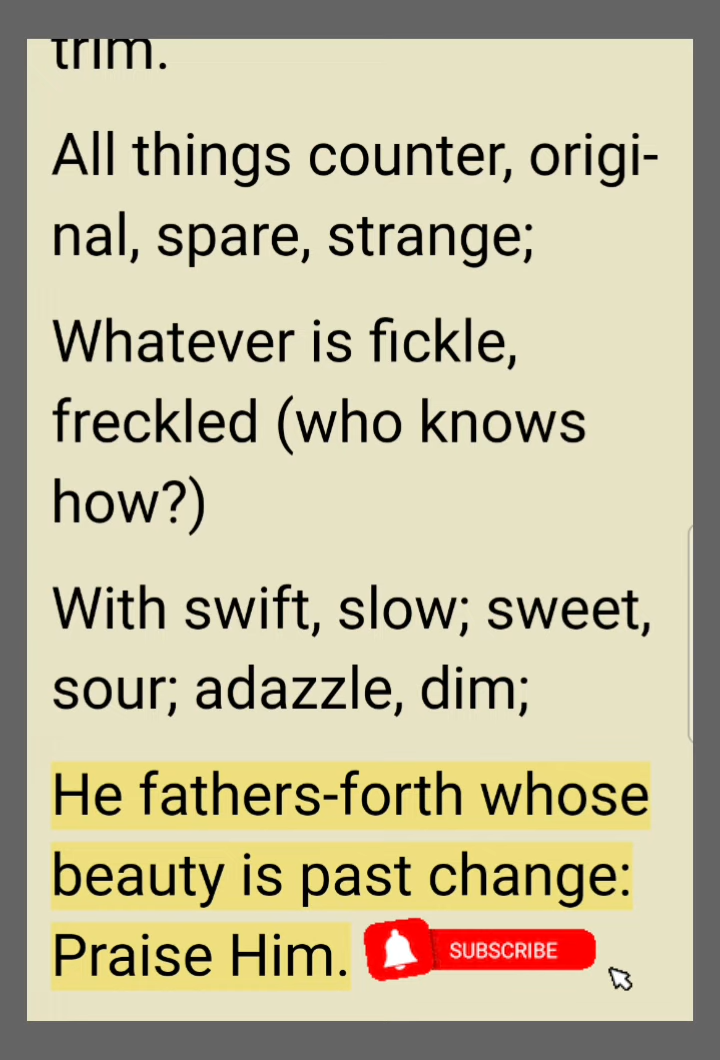 trim.
All things counter, origi-
nal, spare, strange;
Whatever is fickle,
freckled (who knows
how?)
With swift, slow; sweet,
sour; adazzle, dim;
He fathers-forth whose
beauty is past change:
Praise Him. SUBSCRIBE